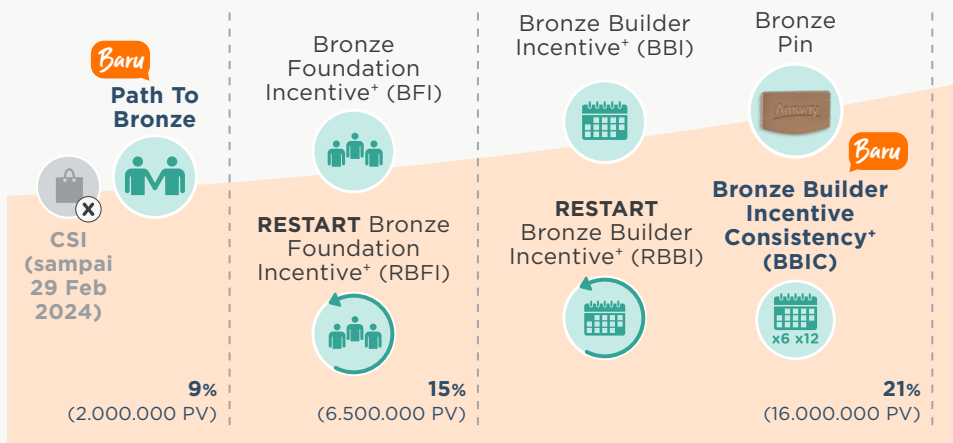 Baru
Path To
Bronze
X
CSI
(sampai
29 Feb
2024)
9%
(2.000.000 PV)
Bronze
Foundation
Incentive+ (BFI)
RESTART Bronze
Foundation
Incentive+ (RBFI)
15%
(6.500.000 PV)
Bronze Builder
Incentive+ (BBI)
RESTART
Bronze Builder
Incentive+ (RBBI)
Bronze
Pin
Amway
Baru
Bronze Builder
Incentive
Consistency+
(BBIC)
x6 x12
21%
(16.000.000 PV)